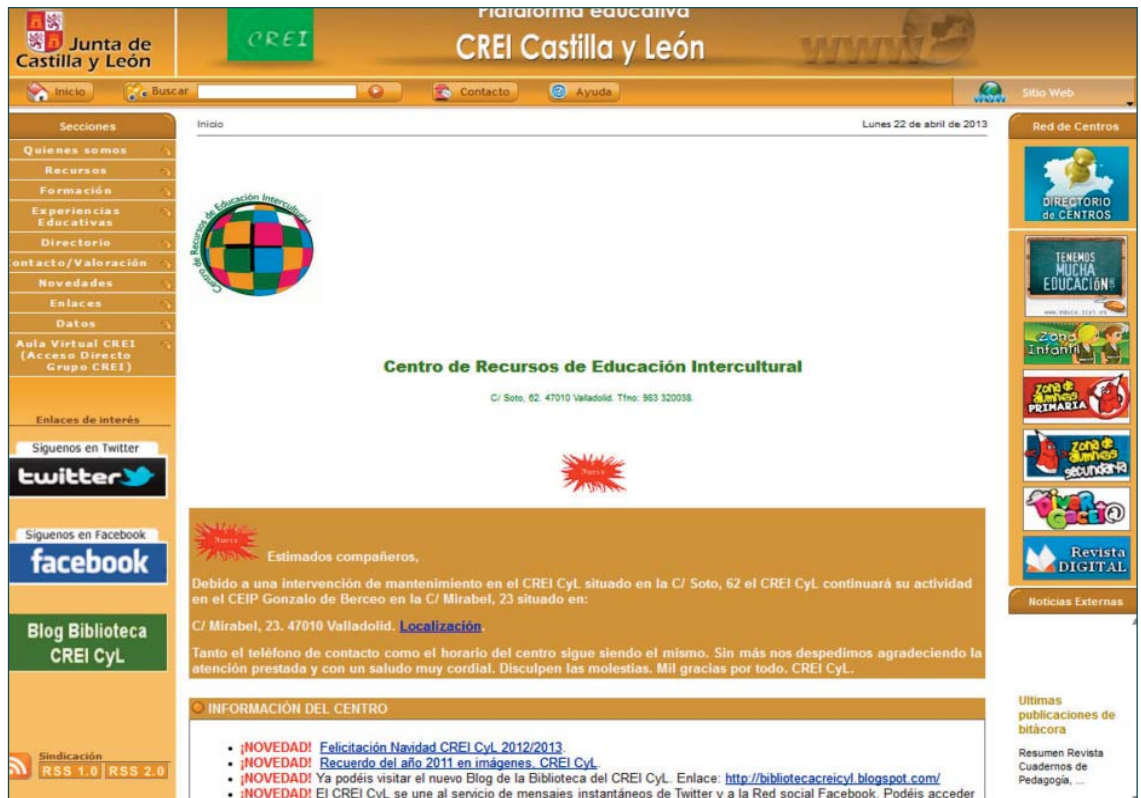 Junta de
Castilla y León
CREI
Plataforma educativa
CREI Castilla y León
www
Inicio
Buscar
Contacto
Ayuda
Sitio Web
Secciones
Quienes somos
Recursos
Formación
Experiencias
Educativas
Directorio
ontacto/Valoración
Novedades
Enlaces
Datos
Aula Virtual CREI
(Acceso Directo
Grupo CREI)
Enlaces de interés
Síguenos en Twitter
twitter
Síguenos en Facebook
facebook
Blog Biblioteca
CREI CyL
Sindicación
RSS 1.0 RSS 2.0
Inicio
Lunes 22 de abril de 2013
Centro de Recursos de Educación Intercultural
Centro de Recursos de Educación Intercultural
C/ Soto, 62. 47010 Valladolid. Tfno: 983 320038.
Nuevo
Nuevo
Estimados compañeros,
Debido a una intervención de mantenimiento en el CREI CyL situado en la C/ Soto, 62 el CREI CyL continuará su actividad
en el CEIP Gonzalo de Berceo en la C/ Mirabel, 23 situado en:
C/ Mirabel, 23. 47010 Valladolid. Localización.
Tanto el teléfono de contacto como el horario del centro sigue siendo el mismo. Sin más nos despedimos agradeciendo la
atención prestada y con un saludo muy cordial. Disculpen las molestias. Mil gracias por todo. CREI CyL.
INFORMACIÓN DEL CENTRO
• ¡NOVEDAD! Felicitación Navidad CREI CyL 2012/2013.
• ¡NOVEDAD! Recuerdo del año 2011 en imágenes. CREI CyL.
• ¡NOVEDAD! Ya podéis visitar el nuevo Blog de la Biblioteca del CREI CyL. Enlace: http://bibliotecacreicyl.blogspot.com/
• ¡NOVEDAD! El CREI CyL se une al servicio de mensajes instantáneos de Twitter y a la Red social Facebook. Podéis acceder
Red de Centros
DIRECTORIO
de CENTROS
TENEMOS
MUCHA
EDUCACIÓN
www.educa.jcyl.es
Zona
Infantil
Zona de
alumnos
PRIMARIA
Zona de
alumnos
secundaria
Diver
Gacet@
Revista
DIGITAL
Noticias Externas
Ultimas
publicaciones de
bitácora
Resumen Revista
Cuadernos de
Pedagogía, ...